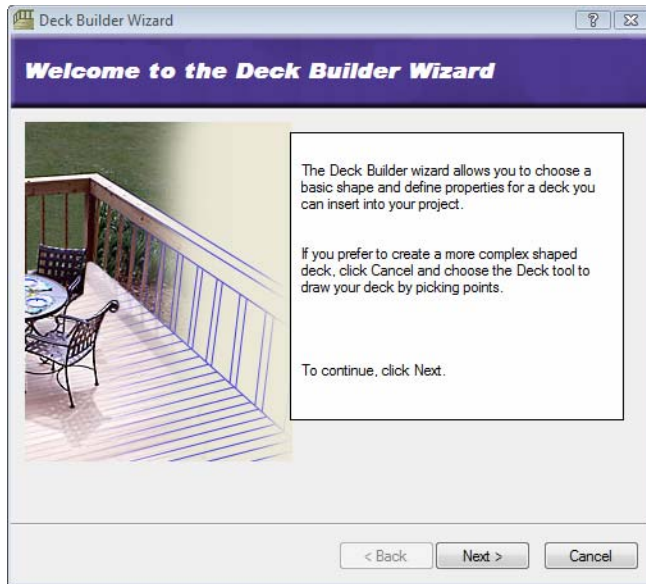 Deck Builder Wizard
Welcome to the Deck Builder Wizard
The Deck Builder wizard allows you to choose a
basic shape and define properties for a deck you
can insert into your project.
If you prefer to create a more complex shaped
deck, click Cancel and choose the Deck tool to
draw your deck by picking points.
To continue, click Next.
< Back Next > Cancel